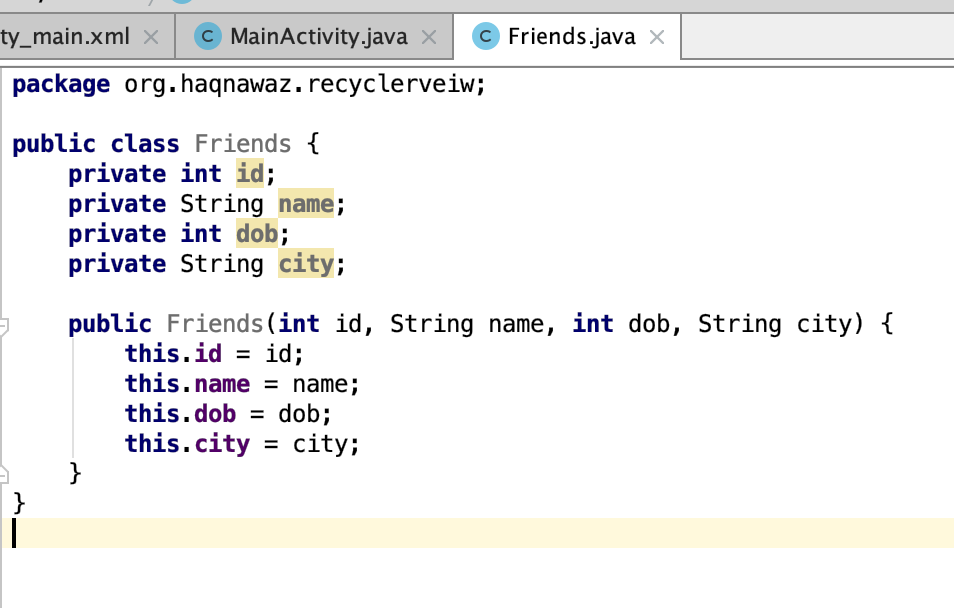 ty_main.xml C MainActivity.java C Friends.java
package org.haqnawaz.recyclerveiw;
public class Friends {
private int id;
private String name;
private int dob;
private String city;
public Friends(int id, String name, int dob, String city) {
this.id = id;
this.name = name;
this.dob = dob;
this.city = city;
}
}